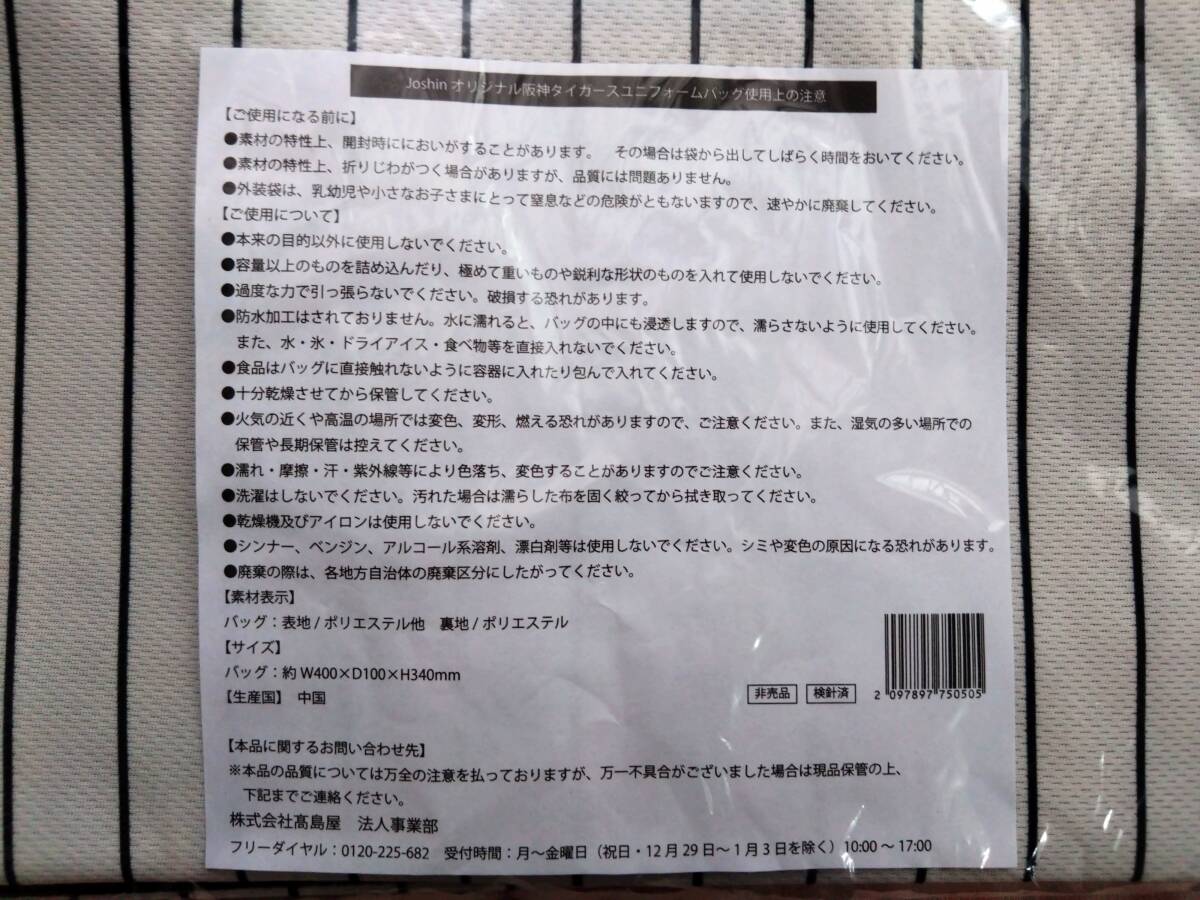 Joshin オリジナル阪神タイガースユニフォームバッグ使用上の注意
【ご使用になる前に】
●素材の特性上、開封時ににおいがすることがあります。 その場合は袋から出してしばらく時間をおいてください。
●素材の特性上、折りじわがつく場合がありますが、品質には問題ありません。
●外装袋は、乳幼児や小さなお子さまにとって窒息などの危険がともないますので、速やかに廃棄してください。
【ご使用について】
●本来の目的以外に使用しないでください。
●容量以上のものを詰め込んだり、極めて重いものや鋭利な形状のものを入れて使用しないでください。
●過度な力で引っ張らないでください。破損する恐れがあります。
●防水加工はされておりません。水に濡れると、バッグの中にも浸透しますので、濡らさないように使用してください。
また、水・氷・ドライアイス・食べ物等を直接入れないでください。
●食品はバッグに直接触れないように容器に入れたり包んで入れてください。
●十分乾燥させてから保管してください。
●火気の近くや高温の場所では変色、変形、燃える恐れがありますので、ご注意ください。また、湿気の多い場所での
保管や長期保管は控えてください。
●濡れ・摩擦・汗・紫外線等により色落ち、変色することがありますのでご注意ください。
●洗濯はしないでください。汚れた場合は濡らした布を固く絞ってから拭き取ってください。
●乾燥機及びアイロンは使用しないでください。
●シンナー、ベンジン、アルコール系溶剤、漂白剤等は使用しないでください。シミや変色の原因になる恐れがあります。
●廃棄の際は、各地方自治体の廃棄区分にしたがってください。
【素材表示】
バッグ：表地 / ポリエステル他 裏地 / ポリエステル
【サイズ】
バッグ：約 W400×D100×H340mm
【生産国】 中国
非売品 検針済 2 097897 750505
【本品に関するお問い合わせ先】
※本品の品質については万全の注意を払っておりますが、万一不具合がございました場合は現品保管の上、
下記までご連絡ください。
株式会社髙島屋 法人事業部
フリーダイヤル：0120-225-682 受付時間：月～金曜日（祝日・12 月 29 日～ 1 月 3 日を除く）10:00 ～ 17:00